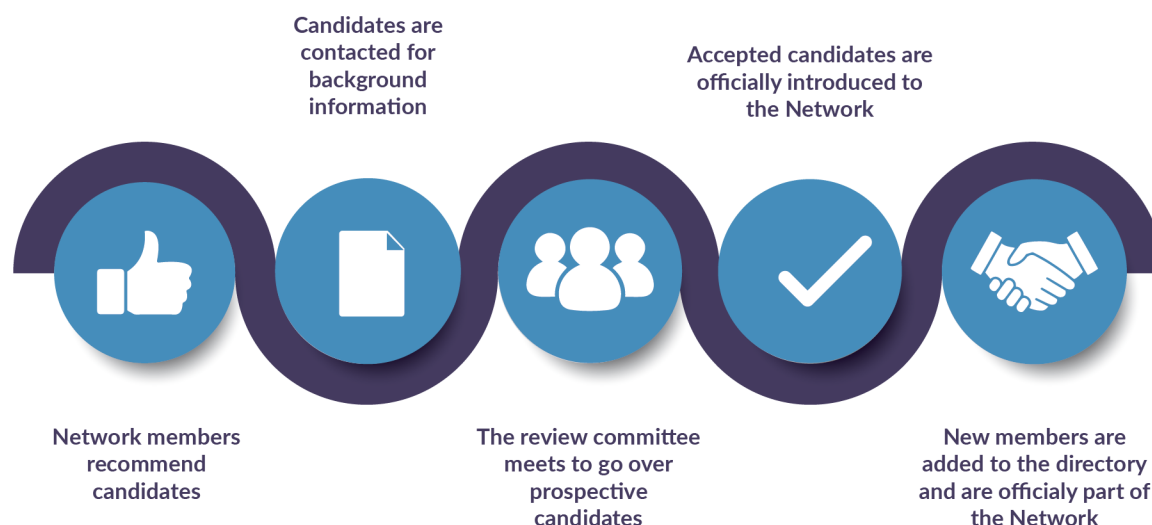 Network members
recommend
candidates
Candidates are
contacted for
background
information
The review committee
meets to go over
prospective
candidates
Accepted candidates are
officially introduced to
the Network
New members are
added to the directory
and are officialy part of
the Network